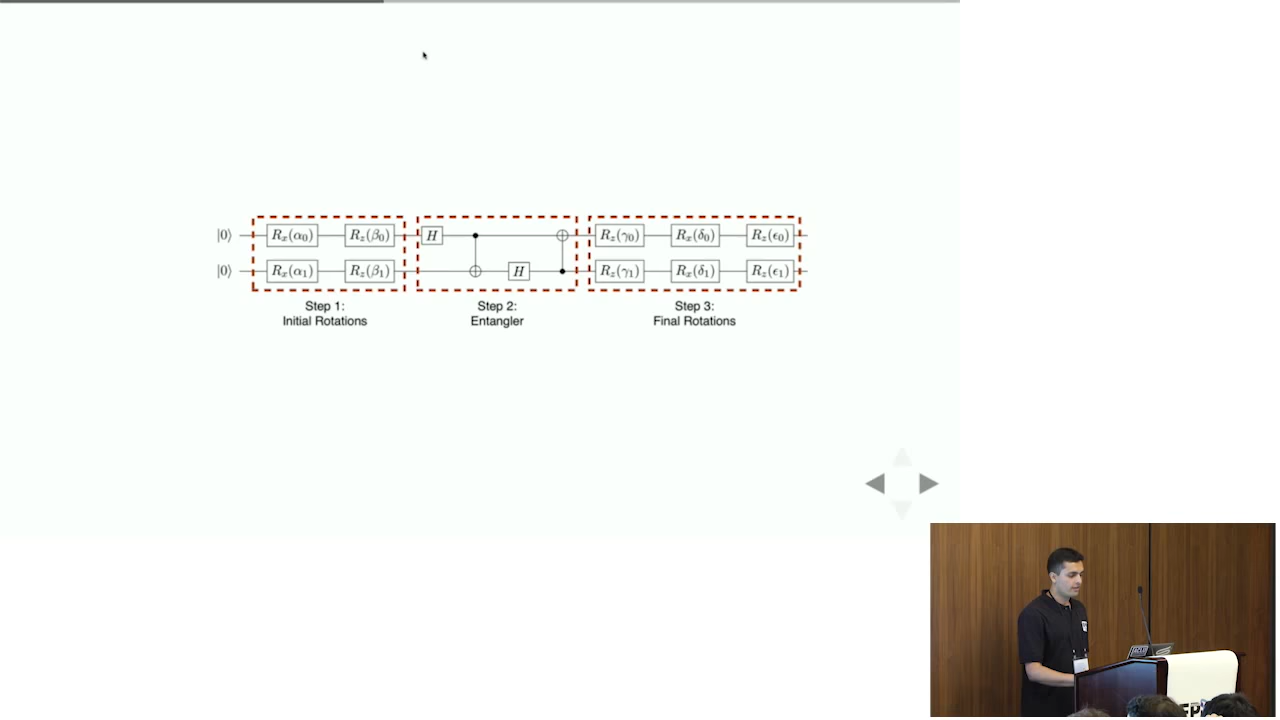 |0⟩ R_x(α_0) R_z(β_0) H R_z(γ_0) R_x(δ_0) R_z(ϵ_0)
|0⟩ R_x(α_1) R_z(β_1) H R_z(γ_1) R_x(δ_1) R_z(ϵ_1)
Step 1:
Initial Rotations
Step 2:
Entangler
Step 3:
Final Rotations